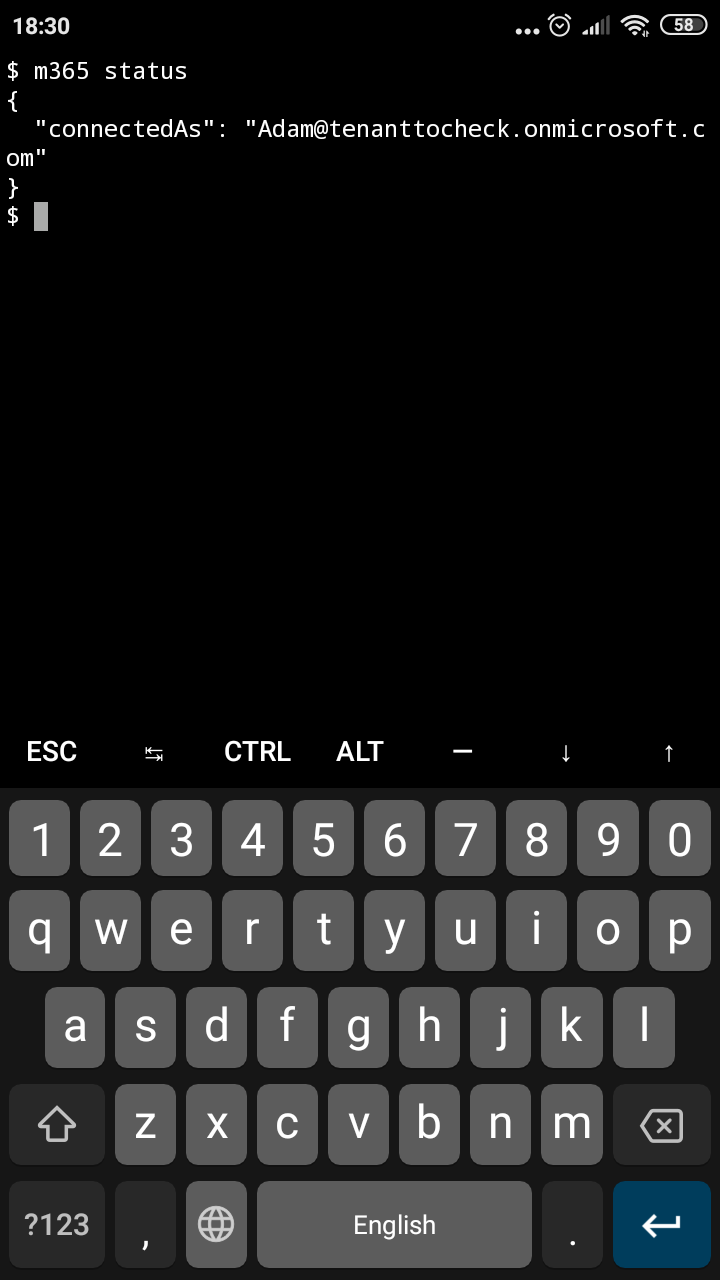 18:30
58
$ m365 status
{
  "connectedAs": "Adam@tenanttocheck.onmicrosoft.c
om"
}
$
ESC ↹ CTRL ALT — ↓ ↑
1 2 3 4 5 6 7 8 9 0
q w e r t y u i o p
a s d f g h j k l
z x c v b n m
?123 , English .